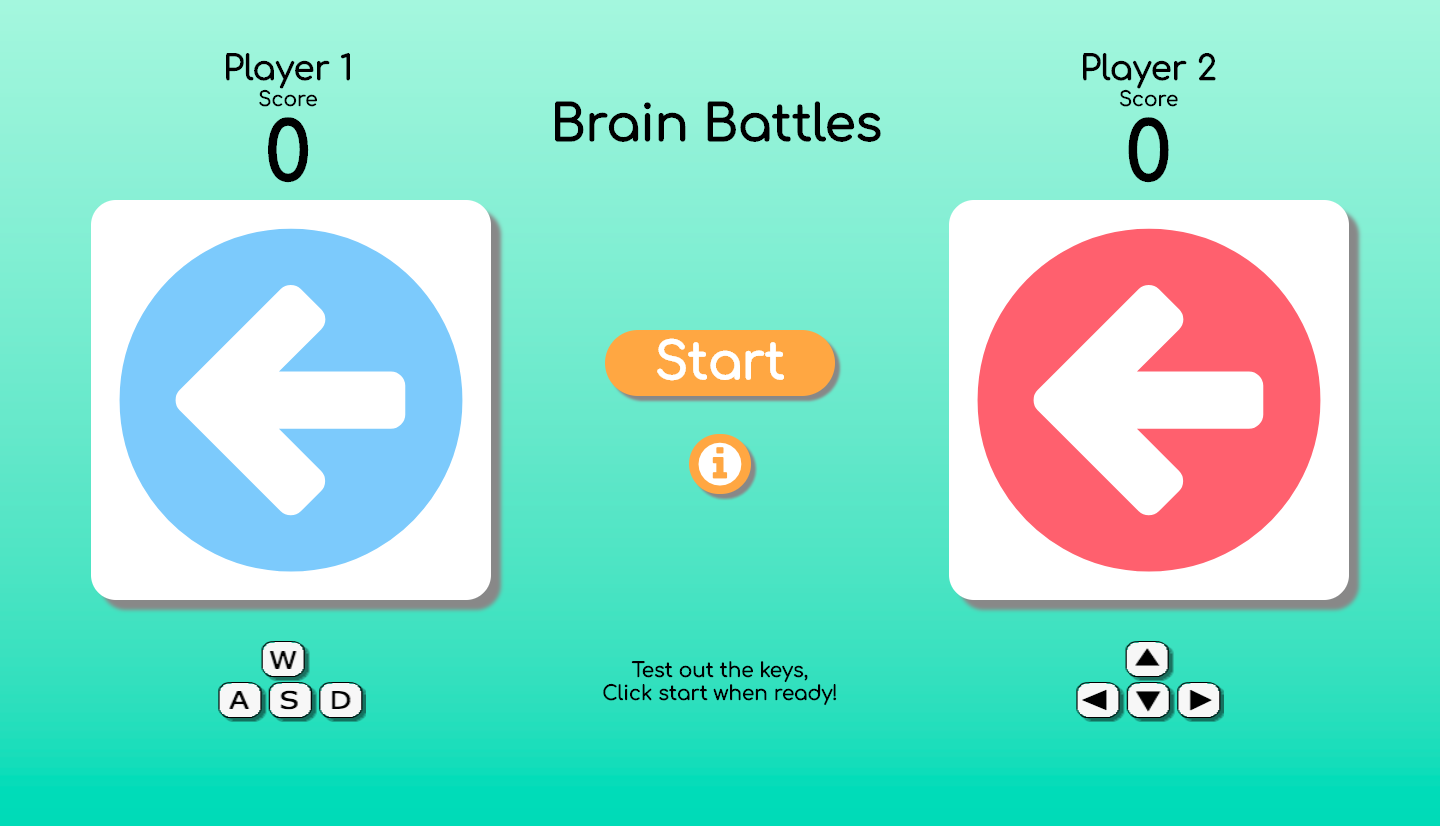 Player 1
Score
0
Brain Battles
Player 2
Score
0
Start
i
W
A S D
Test out the keys,
Click start when ready!